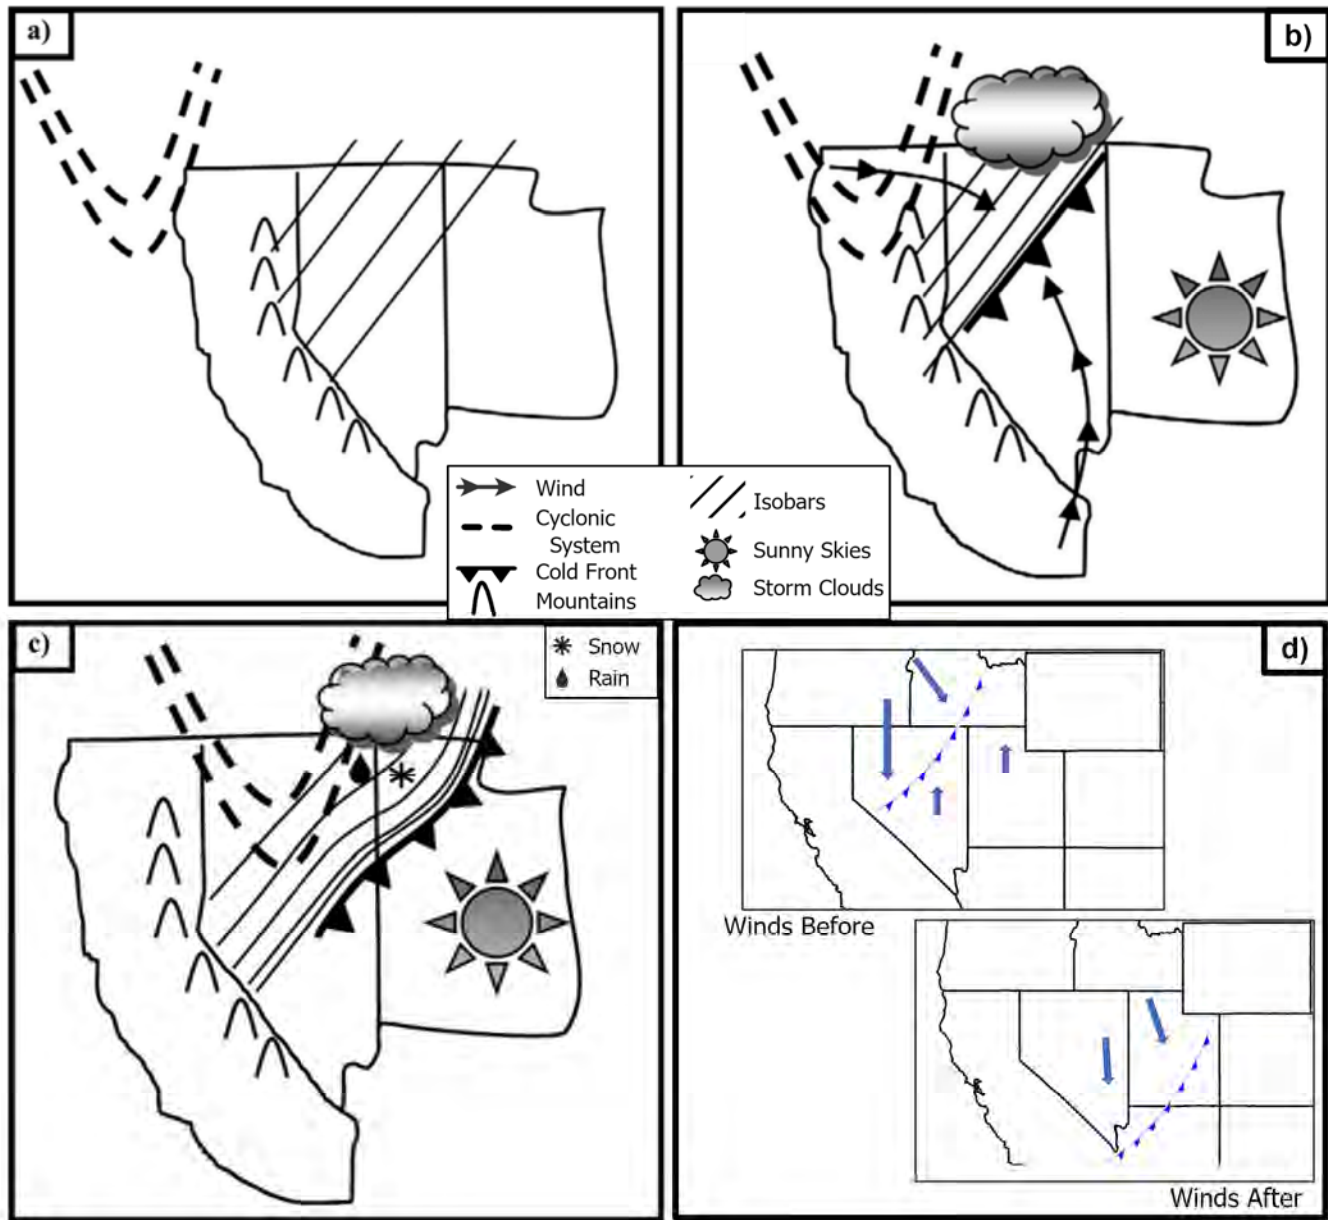 a)
b)
Wind
Cyclonic
System
Cold Front
Mountains
Isobars
Sunny Skies
Storm Clouds
c)
Snow
Rain
d)
Winds Before
Winds After